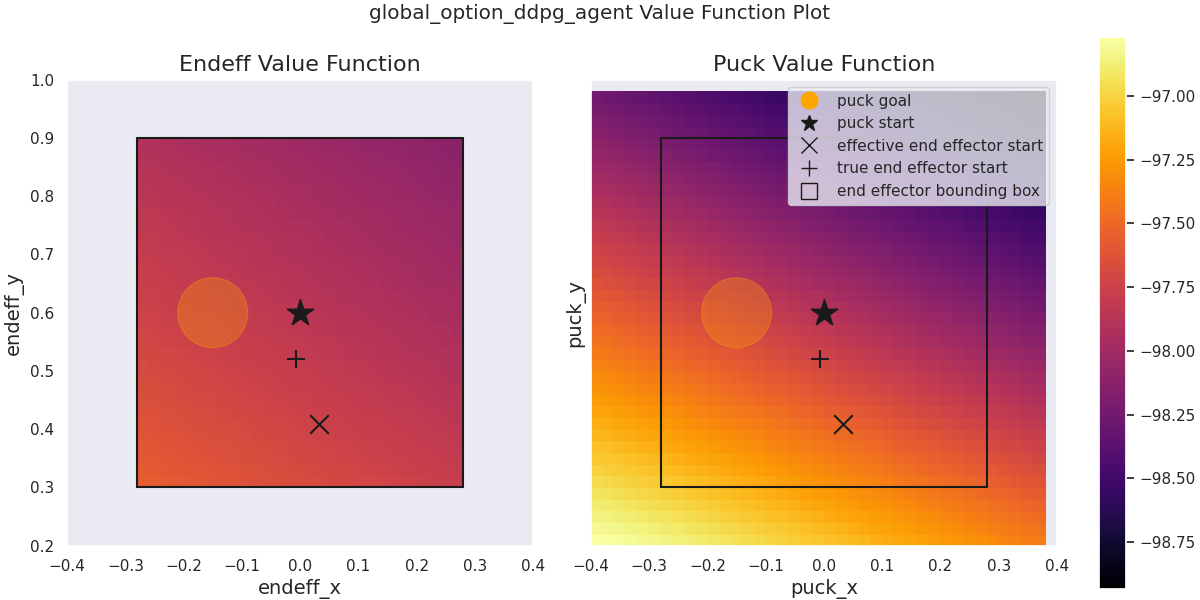 global_option_ddpg_agent Value Function Plot
Endeff Value Function
1.0
0.9
0.8
0.7
0.6
0.5
0.4
0.3
0.2
endeff_y
−0.4 −0.3 −0.2 −0.1 0.0 0.1 0.2 0.3 0.4
endeff_x
Puck Value Function
puck goal
puck start
effective end effector start
true end effector start
end effector bounding box
puck_y
−0.4 −0.3 −0.2 −0.1 0.0 0.1 0.2 0.3 0.4
puck_x
−97.00
−97.25
−97.50
−97.75
−98.00
−98.25
−98.50
−98.75